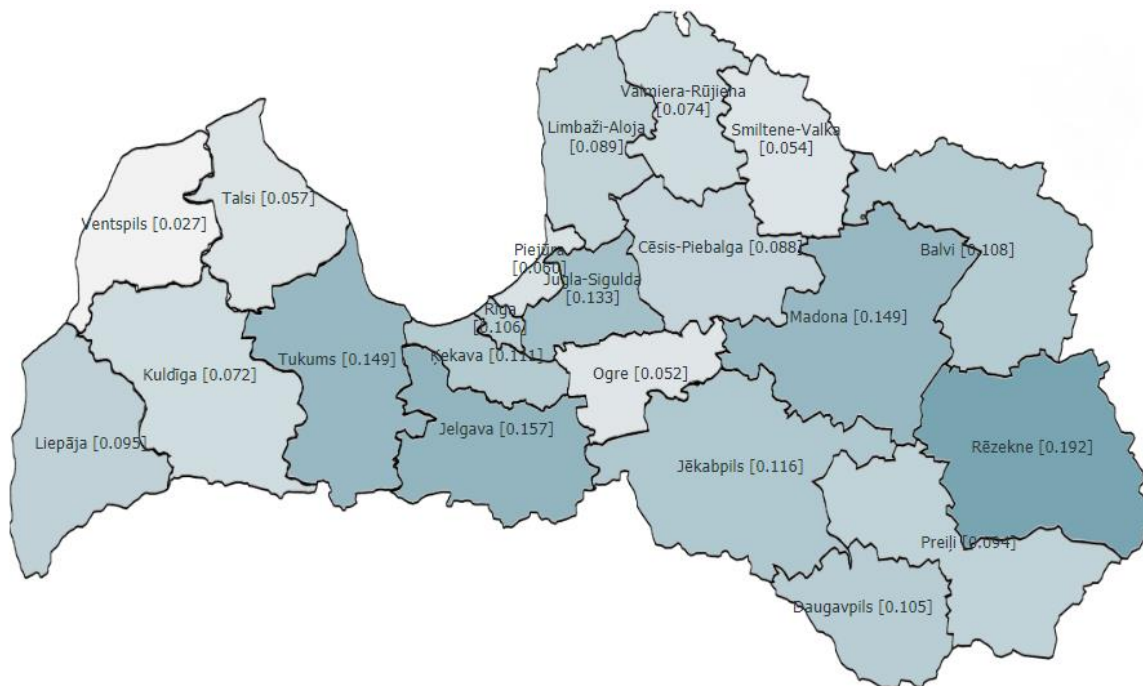 Valmiera-Rūjiena
[0.074]
Limbaži-Aloja
[0.089]
Smiltene-Valka
[0.054]
Talsi [0.057]
Ventspils [0.027]
Piejūra
[0.060]
Cēsis-Piebalga [0.088]
Balvi [0.108]
Jugla-Sigulda
[0.133]
Rīga
[0.106]
Madona [0.149]
Tukums [0.149]
Ķekava [0.111]
Kuldīga [0.072]
Ogre [0.052]
Jelgava [0.157]
Liepāja [0.095]
Rēzekne [0.192]
Jēkabpils [0.116]
Preiļi [0.094]
Daugavpils [0.105]